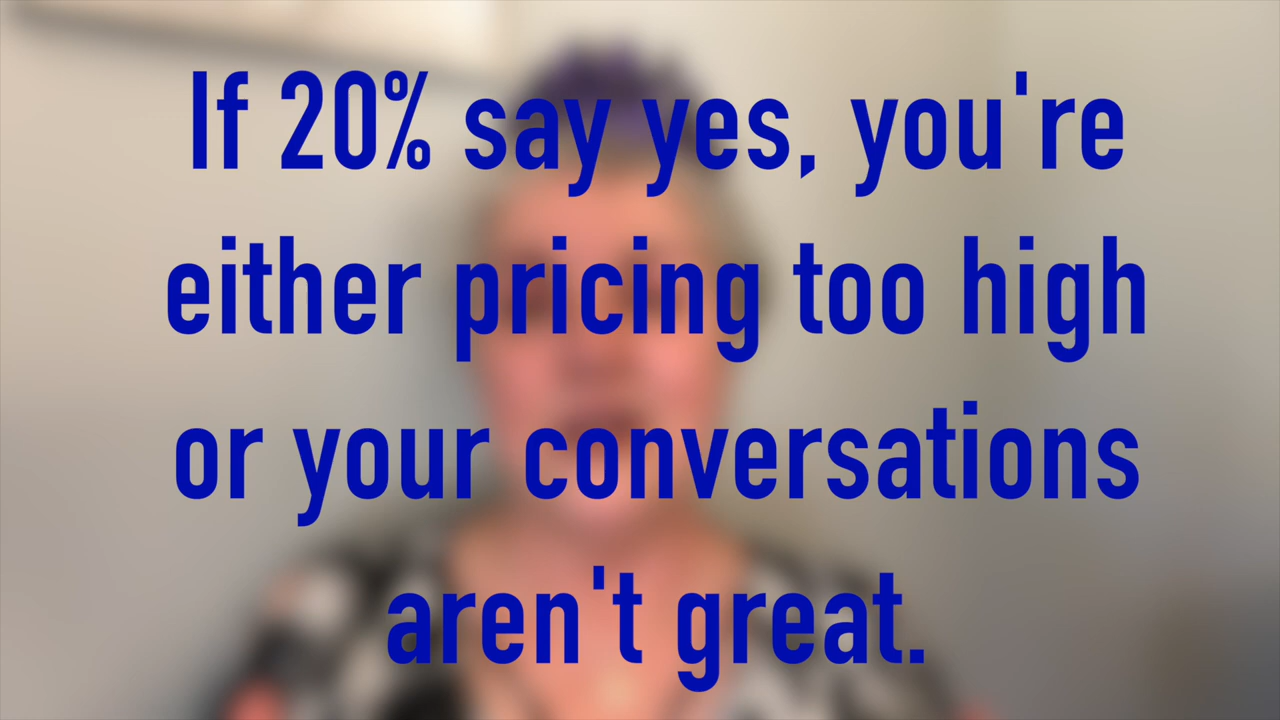 If 20% say yes, you're
either pricing too high
or your conversations
aren't great.